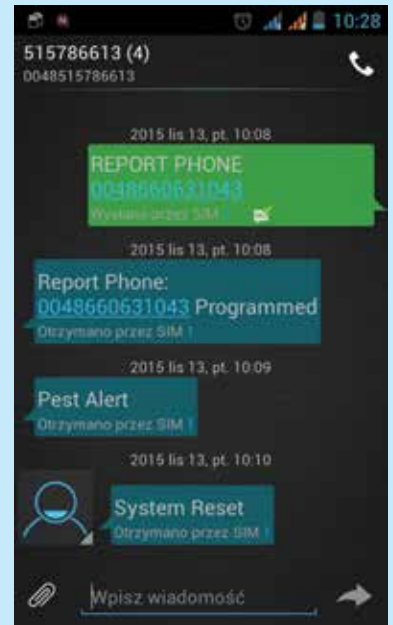 10:28
515786613 (4)
0048515786613
2015 lis 13, pt. 10:08
REPORT PHONE
0048660631043
Wysłano przez SIM 1
2015 lis 13, pt. 10:08
Report Phone:
0048660631043 Programmed
Otrzymano przez SIM 1
2015 lis 13, pt. 10:09
Pest Alert
Otrzymano przez SIM 1
2015 lis 13, pt. 10:10
System Reset
Otrzymano przez SIM 1
Wpisz wiadomość